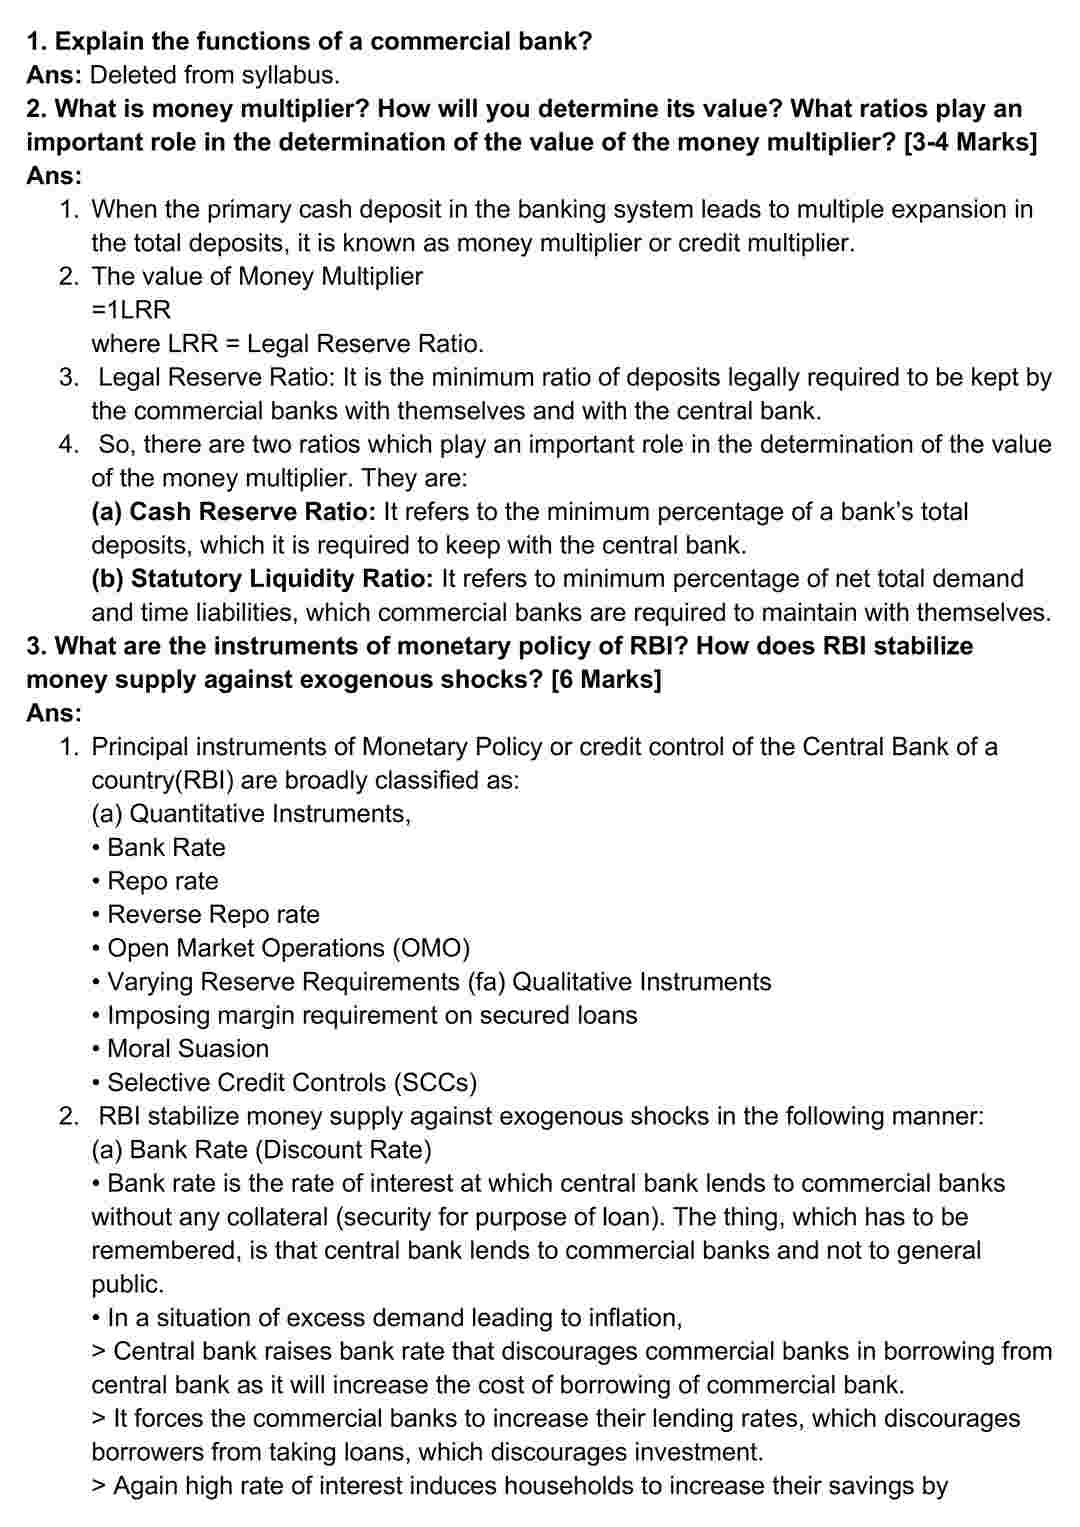 1. Explain the functions of a commercial bank?
Ans: Deleted from syllabus.
2. What is money multiplier? How will you determine its value? What ratios play an
important role in the determination of the value of the money multiplier? [3-4 Marks]
Ans:
1. When the primary cash deposit in the banking system leads to multiple expansion in
the total deposits, it is known as money multiplier or credit multiplier.
2. The value of Money Multiplier
=1LRR
where LRR = Legal Reserve Ratio.
3. Legal Reserve Ratio: It is the minimum ratio of deposits legally required to be kept by
the commercial banks with themselves and with the central bank.
4. So, there are two ratios which play an important role in the determination of the value
of the money multiplier. They are:
(a) Cash Reserve Ratio: It refers to the minimum percentage of a bank's total
deposits, which it is required to keep with the central bank.
(b) Statutory Liquidity Ratio: It refers to minimum percentage of net total demand
and time liabilities, which commercial banks are required to maintain with themselves.
3. What are the instruments of monetary policy of RBI? How does RBI stabilize
money supply against exogenous shocks? [6 Marks]
Ans:
1. Principal instruments of Monetary Policy or credit control of the Central Bank of a
country(RBI) are broadly classified as:
(a) Quantitative Instruments,
• Bank Rate
• Repo rate
• Reverse Repo rate
• Open Market Operations (OMO)
• Varying Reserve Requirements (fa) Qualitative Instruments
• Imposing margin requirement on secured loans
• Moral Suasion
• Selective Credit Controls (SCCs)
2. RBI stabilize money supply against exogenous shocks in the following manner:
(a) Bank Rate (Discount Rate)
• Bank rate is the rate of interest at which central bank lends to commercial banks
without any collateral (security for purpose of loan). The thing, which has to be
remembered, is that central bank lends to commercial banks and not to general
public.
• In a situation of excess demand leading to inflation,
> Central bank raises bank rate that discourages commercial banks in borrowing from
central bank as it will increase the cost of borrowing of commercial bank.
> It forces the commercial banks to increase their lending rates, which discourages
borrowers from taking loans, which discourages investment.
> Again high rate of interest induces households to increase their savings by